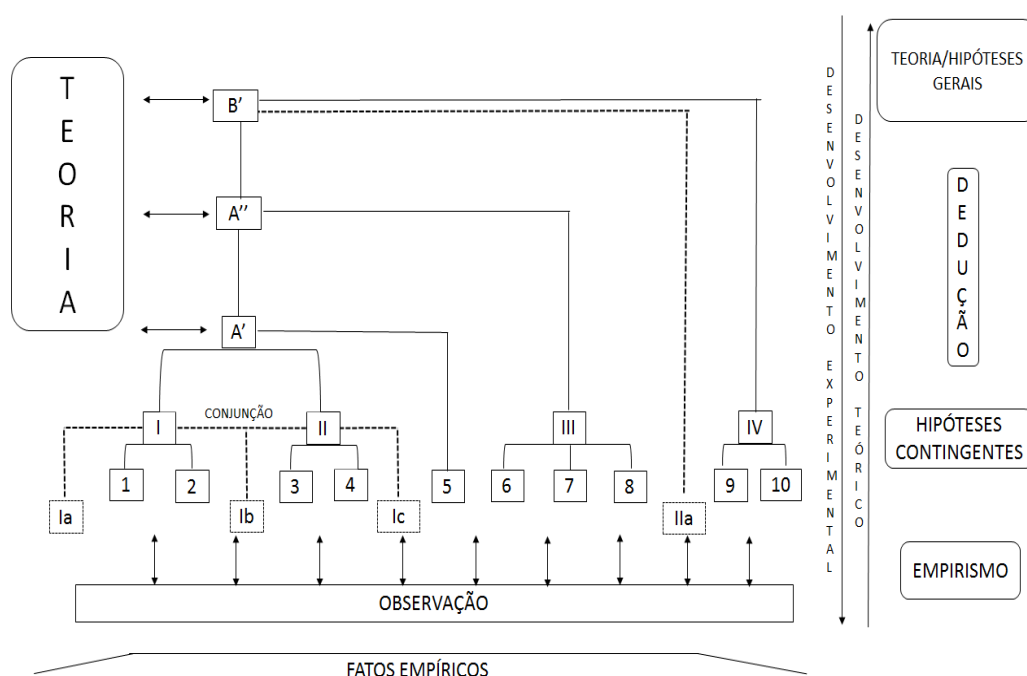 TEORIA
B'
A''
A'
CONJUNÇÃO
I
II
III
IV
1
2
3
4
5
6
7
8
9
10
Ia
Ib
Ic
IIa
OBSERVAÇÃO
FATOS EMPÍRICOS
DESENVOLVIMENTO EXPERIMENTAL
DESENVOLVIMENTO TEÓRICO
TEORIA/HIPÓTESES
GERAIS
DEDUÇÃO
HIPÓTESES
CONTINGENTES
EMPIRISMO